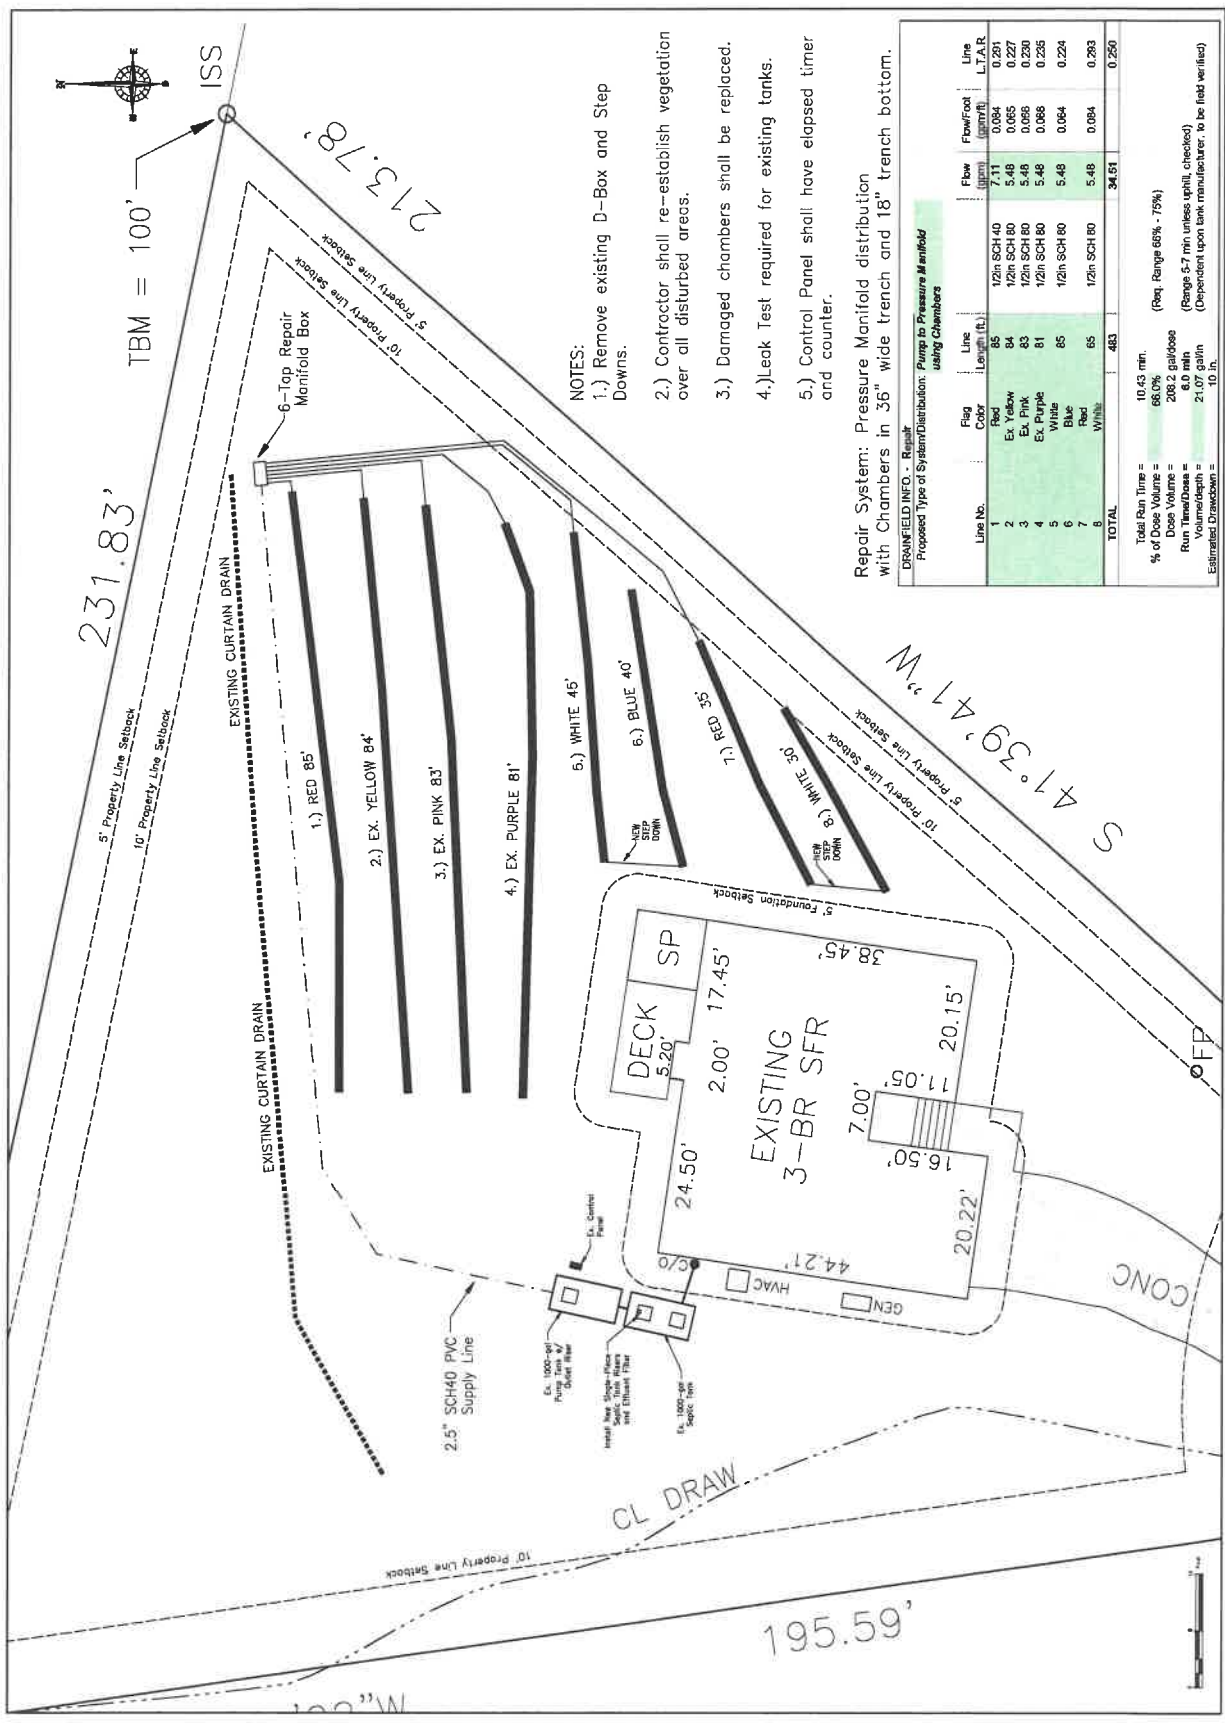 TBM = 100'
ISS
231.83'
213.78'
S 41°39'41"W
195.59'
5' Property Line Setback
10' Property Line Setback
5' Property Line Setback
10' Property Line Setback
EXISTING CURTAIN DRAIN
EXISTING CURTAIN DRAIN
6-Tap Repair
Manifold Box
1.) RED 85'
2.) EX. YELLOW 84'
3.) EX. PINK 83'
4.) EX. PURPLE 81'
5.) WHITE 45'
6.) BLUE 40'
7.) RED 35'
8.) WHITE 30'
NEW
STEP
DOWN
NEW
STEP
DOWN
10' Property Line Setback
5' Property Line Setback
5' Foundation Setback
DECK
SP
5.20'
17.45'
2.00'
24.50'
38.45'
20.15'
11.05'
7.00'
16.50'
20.22'
44.21'
EXISTING
3-BR SFR
C/O
HVAC
GEN
CONC
FP
Ex. Control
Panel
2.5" SCH40 PVC
Supply Line
Ex. 1000-gal
Pump Tank w/
Outlet Riser
Install New Single-Piece
Septic Tank Risers
and Effluent Filter
Ex. 1000-gal
Septic Tank
CL DRAW
10' Property Line Setback
NOTES:
1.) Remove existing D-Box and Step
Downs.
2.) Contractor shall re-establish vegetation
over all disturbed areas.
3.) Damaged chambers shall be replaced.
4.)Leak Test required for existing tanks.
5.) Control Panel shall have elapsed timer
and counter.
Repair System: Pressure Manifold distribution
with Chambers in 36" wide trench and 18" trench bottom.
DRAINFIELD INFO. - Repair
Proposed Type of System/Distribution: Pump to Pressure Manifold
using Chambers
Line No. Flag Color Line Length (ft.) Flow (gpm) Flow/Foot (gpm/ft) Line L.T.A.R
1 Red 85 1/2in SCH 40 7.11 0.084 0.291
2 Ex. Yellow 84 1/2in SCH 80 5.48 0.065 0.227
3 Ex. Pink 83 1/2in SCH 80 5.48 0.066 0.230
4 Ex. Purple 81 1/2in SCH 80 5.48 0.068 0.235
5 White 85 1/2in SCH 80 5.48 0.064 0.224
6 Blue
7 Red 65 1/2in SCH 80 5.48 0.084 0.293
8 White
TOTAL 483 34.51 0.250
Total Run Time = 10.43 min.
% of Dose Volume = 66.0% (Req. Range 66% - 75%)
Dose Volume = 208.2 gal/dose
Run Time/Dose = 6.0 min (Range 5-7 min unless uphill, checked)
Volume/depth = 21.07 gal/in (Dependent upon tank manufacturer, to be field verified)
Estimated Drawdown = 10 in.